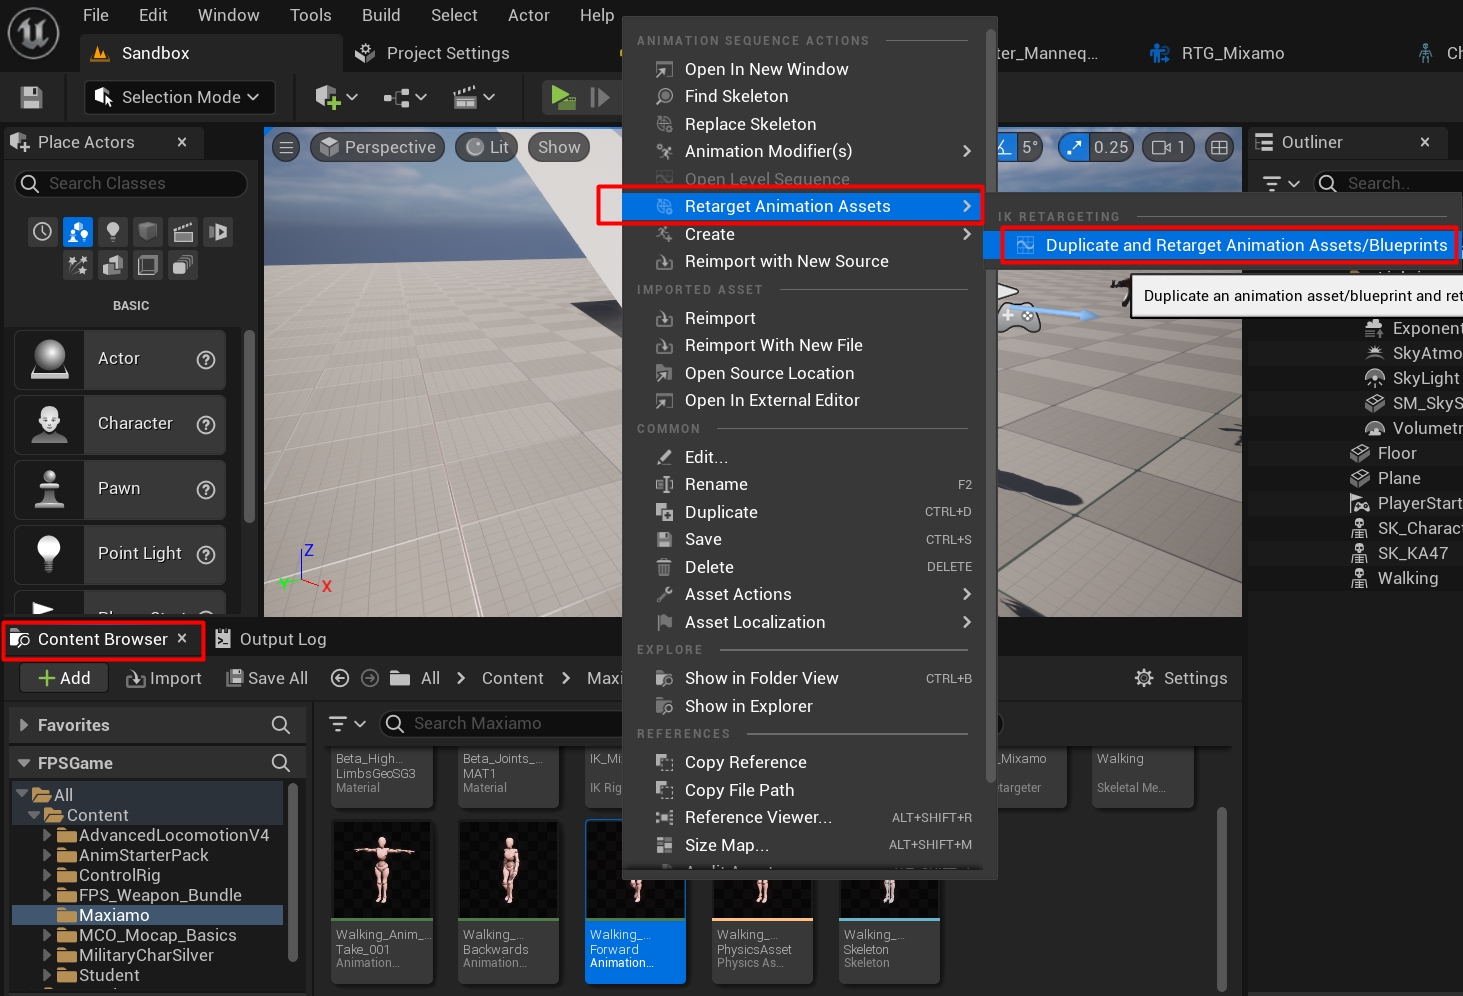 File Edit Window Tools Build Select Actor Help
Sandbox
Project Settings
ter_Manneq...
RTG_Mixamo
Ch
Selection Mode
Place Actors
Search Classes
BASIC
Actor
Character
Pawn
Point Light
Perspective
Lit
Show
5°
0.25
1
Z
Y
X
Outliner
Search..
Exponent
SkyAtmo
SkyLight
SM_SkyS
Volumetr
Floor
Plane
PlayerStart
SK_Charac
SK_KA47
Walking
ANIMATION SEQUENCE ACTIONS
Open In New Window
Find Skeleton
Replace Skeleton
Animation Modifier(s)
Open Level Sequence
Retarget Animation Assets
Create
Reimport with New Source
IMPORTED ASSET
Reimport
Reimport With New File
Open Source Location
Open In External Editor
COMMON
Edit...
Rename F2
Duplicate CTRL+D
Save CTRL+S
Delete DELETE
Asset Actions
Asset Localization
EXPLORE
Show in Folder View CTRL+B
Show in Explorer
REFERENCES
Copy Reference
Copy File Path
Reference Viewer... ALT+SHIFT+R
Size Map... ALT+SHIFT+M
IK RETARGETING
Duplicate and Retarget Animation Assets/Blueprints
Duplicate an animation asset/blueprint and ret
Content Browser
Output Log
Add
Import
Save All
All
Content
Maxi
Settings
Favorites
Search Maxiamo
FPSGame
All
Content
AdvancedLocomotionV4
AnimStarterPack
ControlRig
FPS_Weapon_Bundle
Maxiamo
MCO_Mocap_Basics
MilitaryCharSilver
Student
Beta_High...
LimbsGeoSG3
Material
Beta_Joints_...
MAT1
Material
IK_Mi
IK Rig
_Mixamo
targeter
Walking
Skeletal Me...
Walking_Anim_...
Take_001
Animation...
Walking_...
Backwards
Animation...
Walking_...
Forward
Animation...
Walking_...
PhysicsAsset
Physics As...
Walking_...
Skeleton
Skeleton